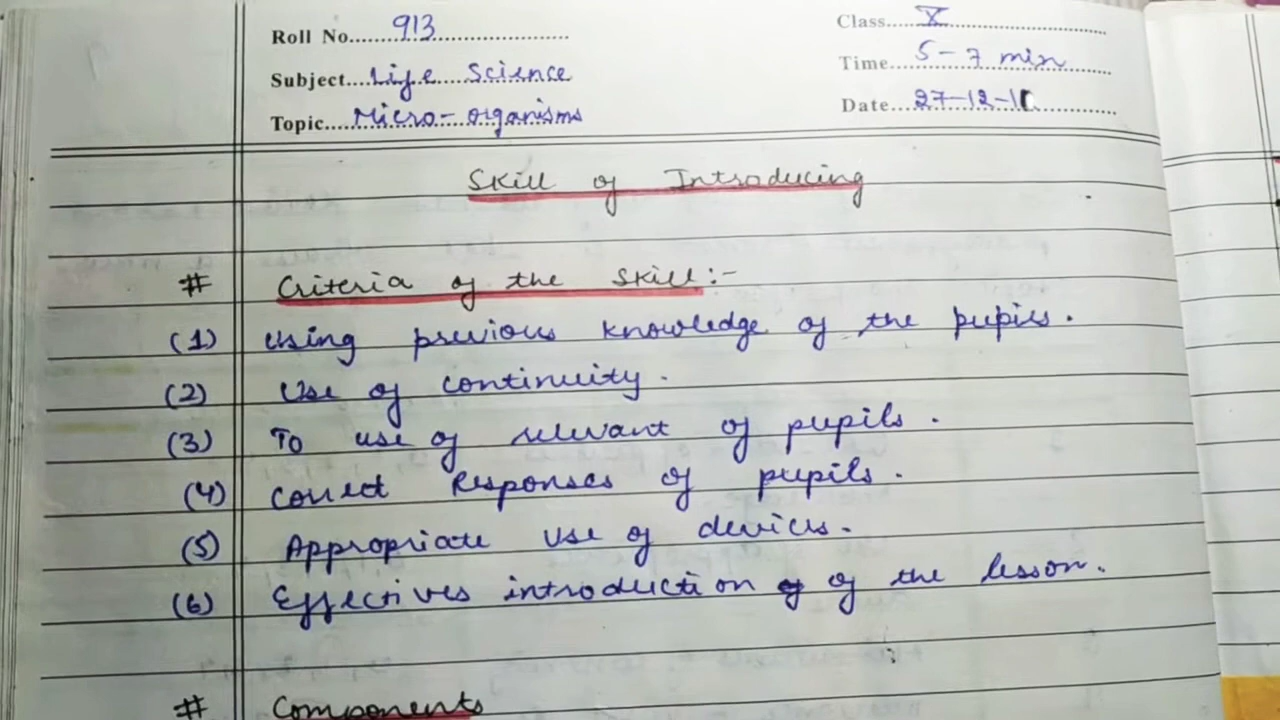 Roll No. 913
Class X
Subject Life Science
Time 5-7 min
Topic Micro-organisms
Date 27-12-
Skill of Introducing
# Criteria of the Skill:-
(1) Using previous knowledge of the pupils.
(2) Use of continuity.
(3) To use of relevant of pupils.
(4) Correct Responses of pupils.
(5) Appropriate use of devices.
(6) Effectives introduction of of the lesson.
# Components